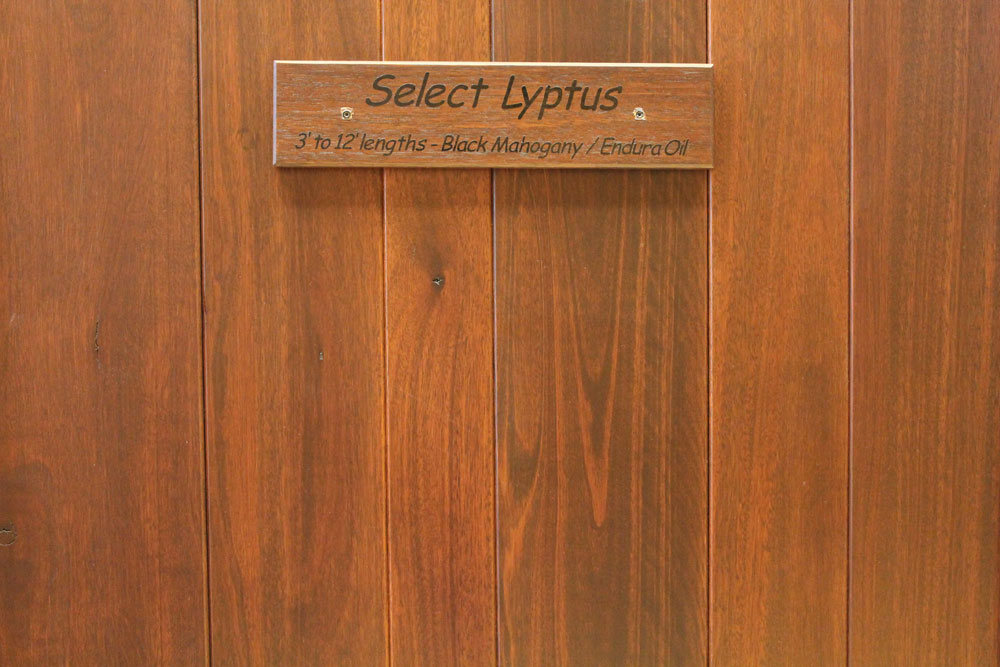 Select Lyptus
3' to 12' lengths - Black Mahogany / Endura Oil